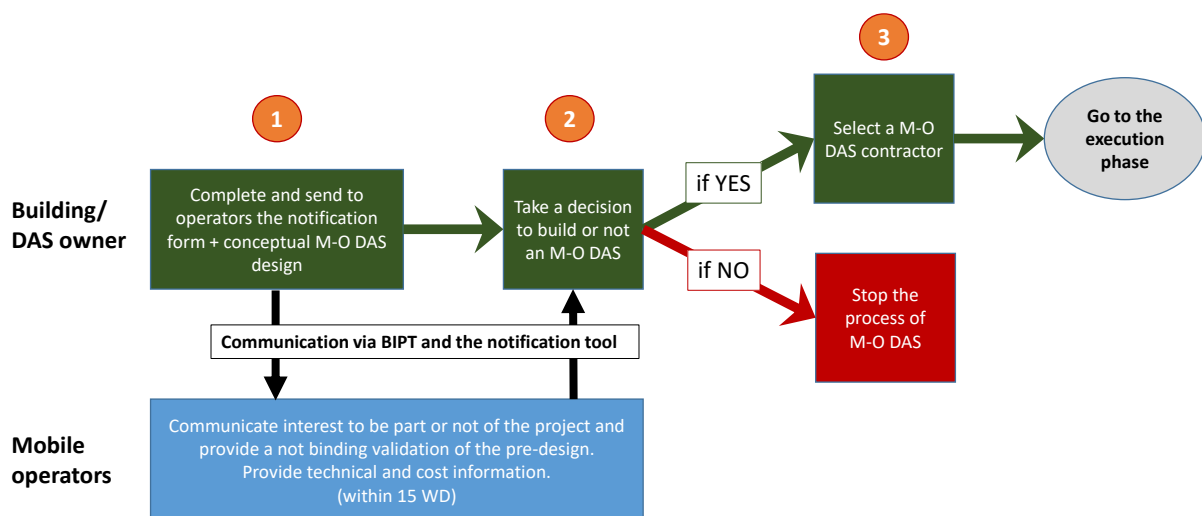 1
2
3
Building/
DAS owner
Complete and send to
operators the notification
form + conceptual M-O DAS
design
Take a decision
to build or not
an M-O DAS
if YES
if NO
Select a M-O
DAS contractor
Go to the
execution
phase
Stop the
process of
M-O DAS
Communication via BIPT and the notification tool
Mobile
operators
Communicate interest to be part or not of the project and
provide a not binding validation of the pre-design.
Provide technical and cost information.
(within 15 WD)